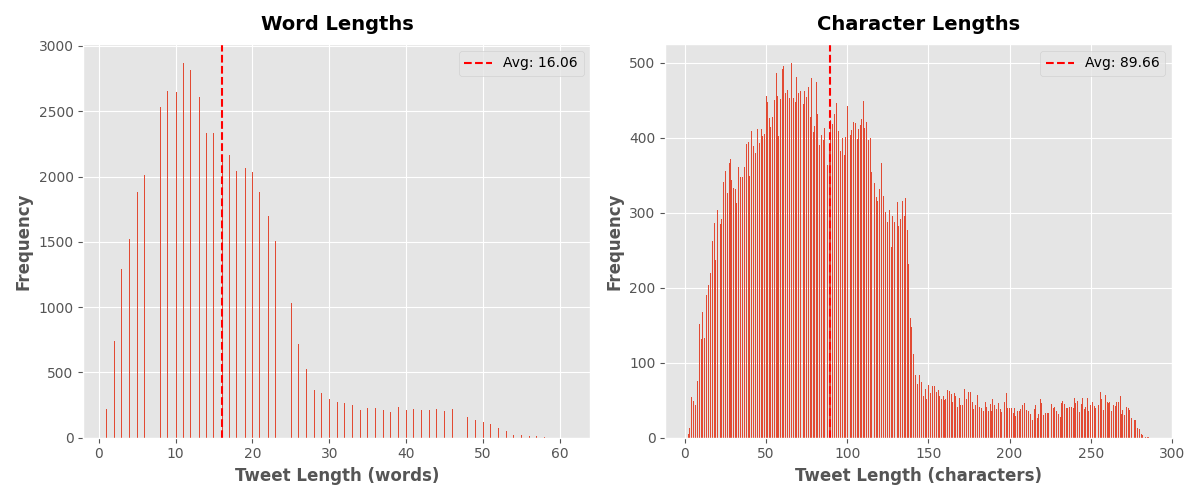 Word Lengths
Avg: 16.06
3000
2500
2000
1500
1000
500
0
Frequency
0 10 20 30 40 50 60
Tweet Length (words)
Character Lengths
Avg: 89.66
500
400
300
200
100
0
Frequency
0 50 100 150 200 250 300
Tweet Length (characters)